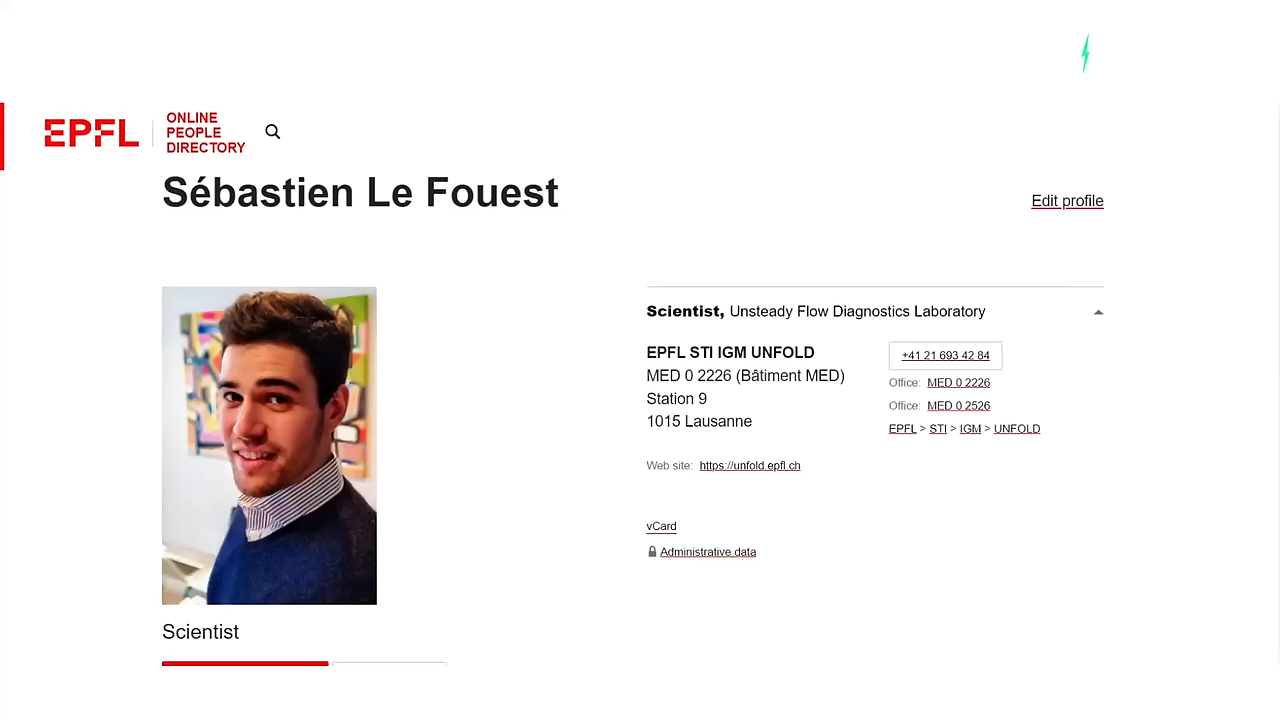 EPFL
ONLINE
PEOPLE
DIRECTORY
Sébastien Le Fouest
Edit profile
Scientist, Unsteady Flow Diagnostics Laboratory
EPFL STI IGM UNFOLD
MED 0 2226 (Bâtiment MED)
Station 9
1015 Lausanne
+41 21 693 42 84
Office: MED 0 2226
Office: MED 0 2526
EPFL > STI > IGM > UNFOLD
Web site: https://unfold.epfl.ch
vCard
Administrative data
Scientist